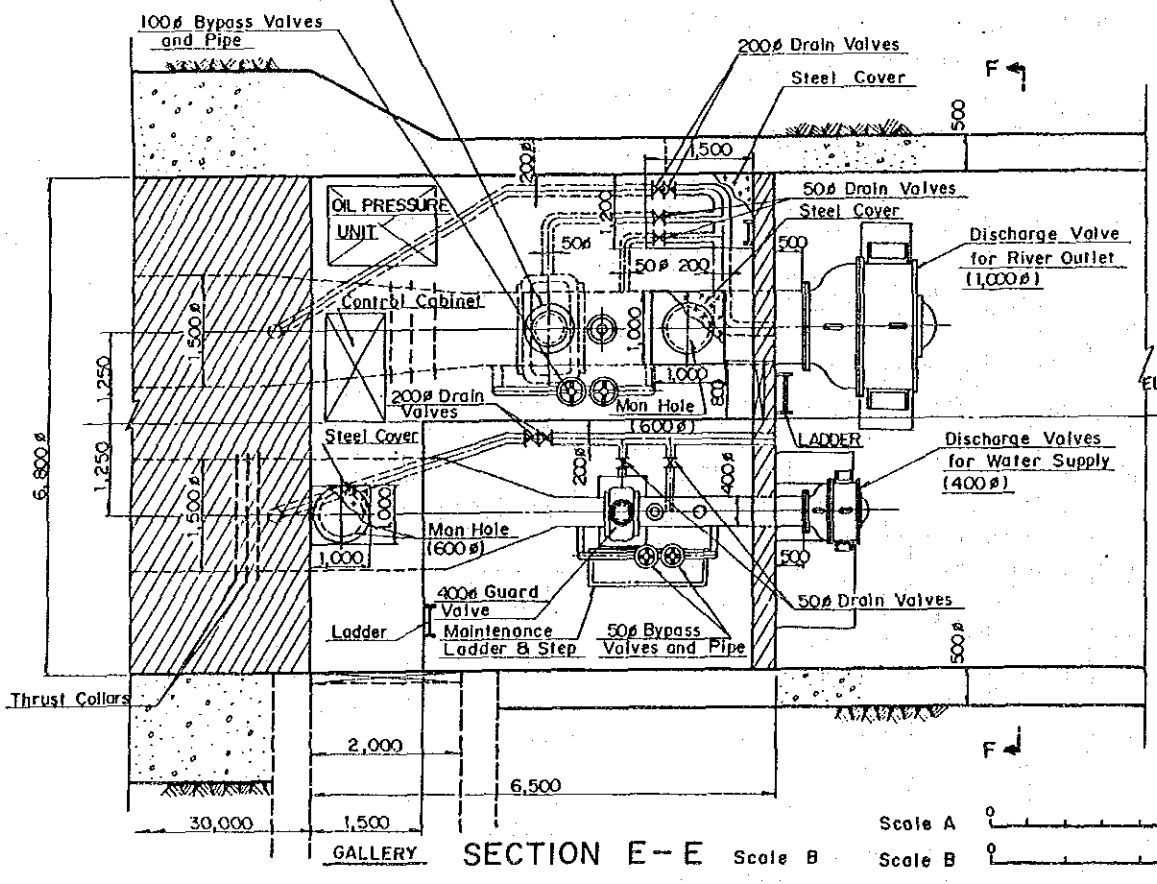 100ø Bypass Valves
and Pipe
200ø Drain Valves
Steel Cover
F
500
1,500
200ø
1,200
50ø Drain Valves
Steel Cover
OIL PRESSURE
UNIT
50ø
50ø 200
500
Discharge Valve
for River Outlet
(1,000ø)
Control Cabinet
1,500ø
1,000
1,000
1,250
800
200ø Drain
Valves
Mon Hole
(600ø)
LADDER
Steel Cover
6,800ø
1,250
200ø
400ø
Discharge Valves
for Water Supply
(400ø)
1,500ø
1,000
Mon Hole
(600ø)
1,000
500
400ø Guard
Valve
50ø Drain Valves
Ladder
Maintenance
Ladder & Step
50ø Bypass
Valves and Pipe
500ø
Thrust Collars
2,000
F
6,500
30,000
1,500
GALLERY
SECTION E-E Scale B
Scale A 0
Scale B 0